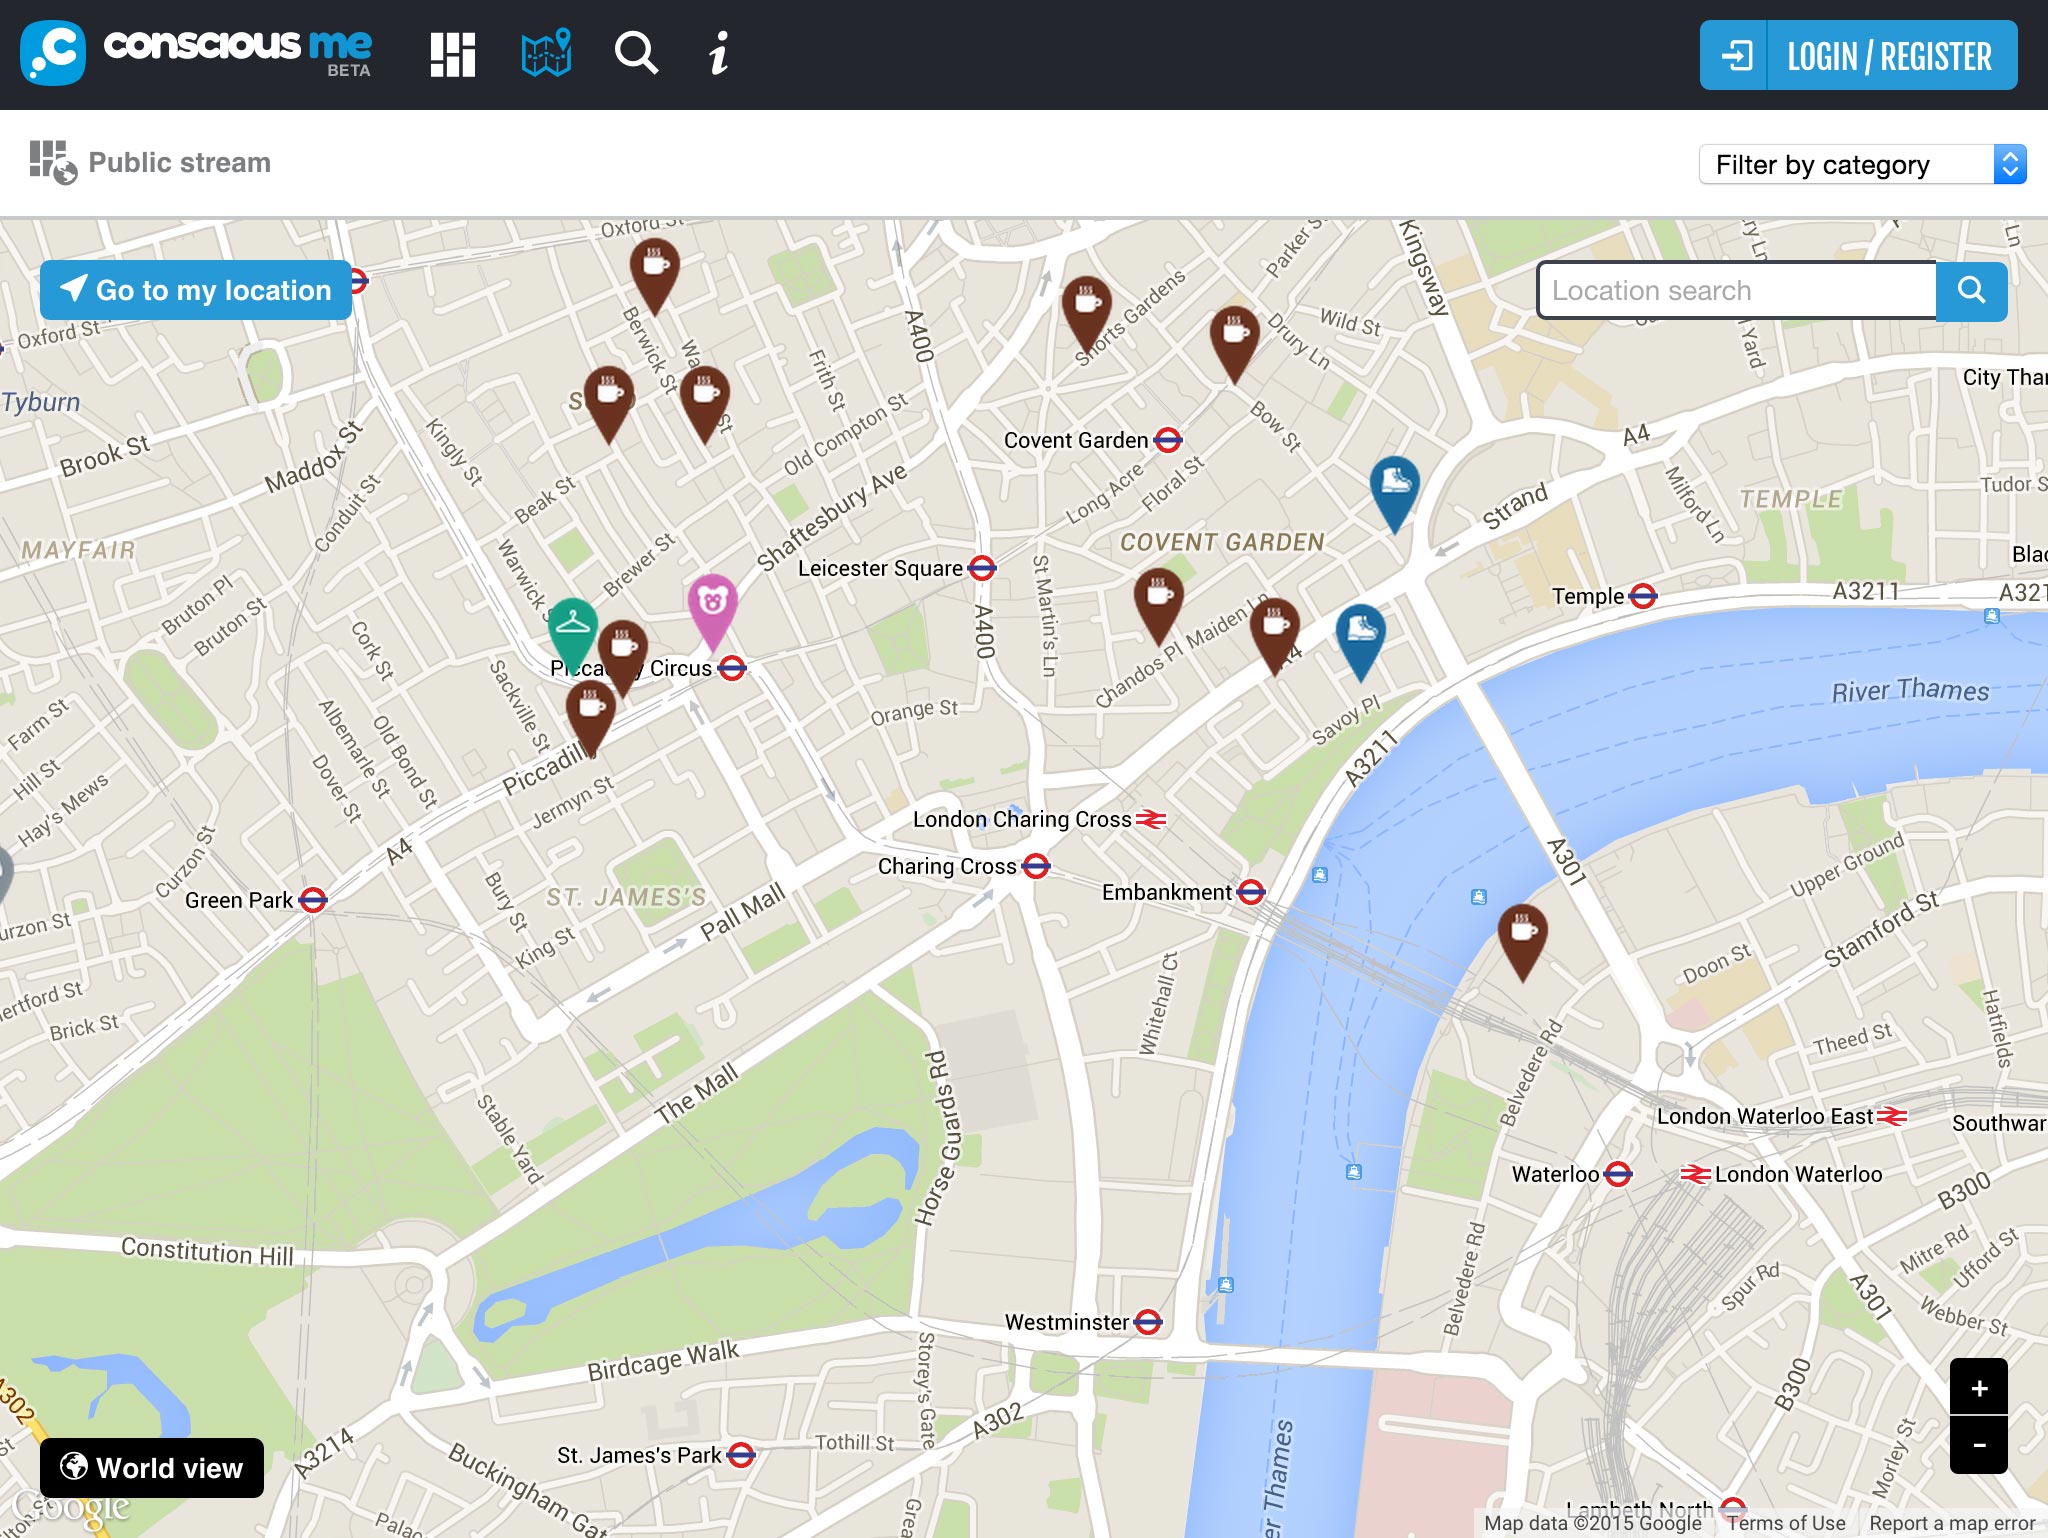 conscious me
BETA
LOGIN / REGISTER
Public stream
Filter by category
Go to my location
Location search
Oxford St
Oxford St
Tyburn
Brook St
Maddox St
MAYFAIR
Conduit St
Kingly St
Beak St
Berwick St
Frith St
Old Compton St
Shaftesbury Ave
A400
Shorts Gardens
Parker S
Kingsway
Drury Ln
Wild St
Bow St
Covent Garden
Long Acre
Floral St
COVENT GARDEN
A4
Strand
City Tha
Milford Ln
TEMPLE
Tudor S
Bla
Temple
A3211
A321
River Thames
Warwick S
Brewer St
Leicester Square
St Martin's Ln
A400
Bruton Pl
Bruton St
Cork St
Sackville St
Circus
Chandos Pl
Maiden Ln
A4
Savoy Pl
A3211
Orange St
Farm St
Hill St
Hay's Mews
Albemarle St
Old Bond St
Dover St
Piccadill
Jermyn St
A4
Curzon St
Green Park
urzon St
ertford St
Brick St
Bury St
King St
ST. JAMES'S
Pall Mall
London Charing Cross
Charing Cross
Embankment
A301
Upper Ground
Stamford St
Doon St
Hatfields
Theed St
Whitehall Ct
Belvedere Rd
The Mall
Stable Yard
Horse Guards Rd
London Waterloo East
Southwar
Waterloo
London Waterloo
B300
Constitution Hill
Belvedere Rd
Spur Rd
Mitre Rd
Ufford St
A301
Webber St
Westminster
Birdcage Walk
Storey's Gate
A302
A302
A3214
B300
World view
Buckingham Gat
St. James's Park
Tothill St
er Thames
Morley St
Palac
Grea
Lambeth North
+
-
Google
Map data ©2015 Google
Terms of Use
Report a map error